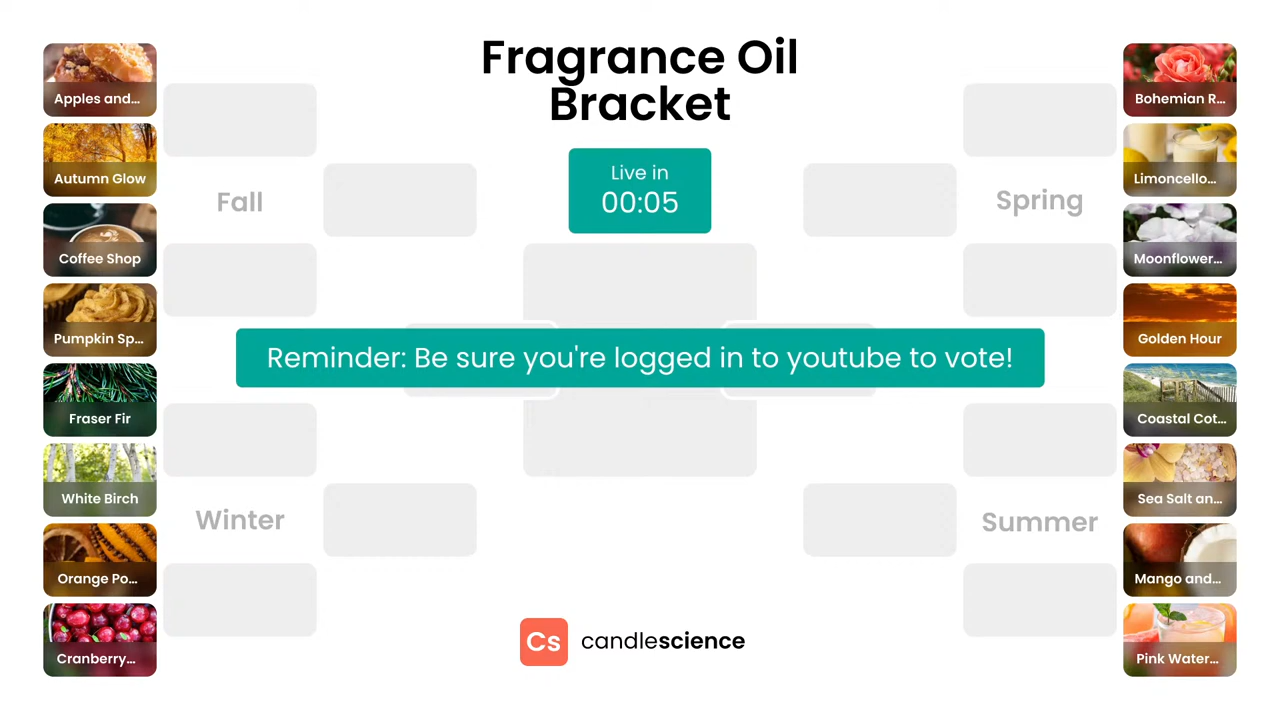 Fragrance Oil
Bracket
Live in
00:05
Apples and...
Autumn Glow
Coffee Shop
Pumpkin Sp...
Fraser Fir
White Birch
Orange Po...
Cranberry...
Fall
Winter
Reminder: Be sure you're logged in to youtube to vote!
Spring
Summer
Bohemian R...
Limoncello...
Moonflower...
Golden Hour
Coastal Cot...
Sea Salt an...
Mango and...
Pink Water...
Cs candlescience